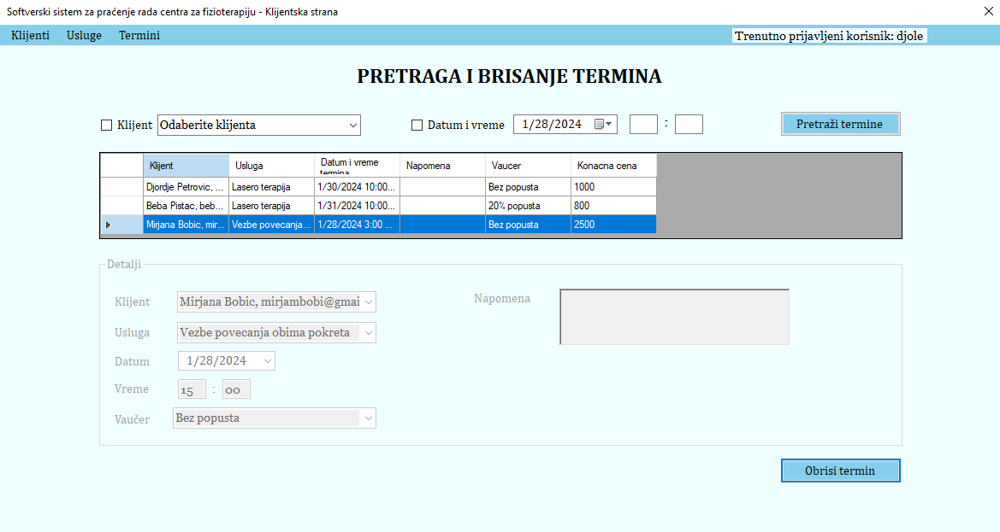 Softverski sistem za praćenje rada centra za fizioterapiju - Klijentska strana
Klijenti Usluge Termini Trenutno prijavljeni korisnik: djole
PRETRAGA I BRISANJE TERMINA
Klijent Odaberite klijenta Datum i vreme 1/28/2024 : Pretraži termine
Klijent Usluga Datum i vreme termina Napomena Vaucer Konacna cena
Djordje Petrovic, ... Lasero terapija 1/30/2024 10:00... Bez popusta 1000
Beba Pistac, beb... Lasero terapija 1/31/2024 10:00... 20% popusta 800
Mirjana Bobic, mir... Vezbe povecanja... 1/28/2024 3:00 ... Bez popusta 2500
Detalji
Klijent Mirjana Bobic, mirjambobi@gmai Napomena
Usluga Vezbe povecanja obima pokreta
Datum 1/28/2024
Vreme 15 : 00
Vaučer Bez popusta
Obrisi termin